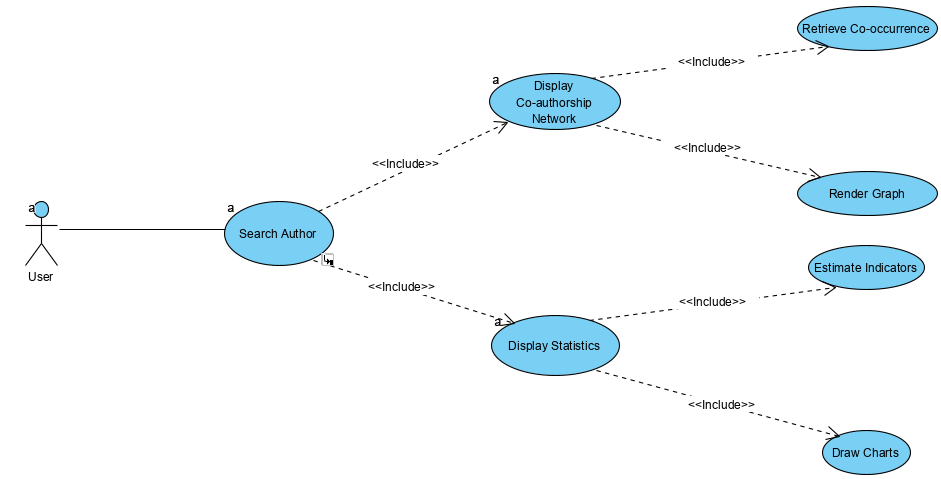 Retrieve Co-occurrence
<<Include>>
a
Display
Co-authorship
Network
<<Include>>
<<Include>>
Render Graph
a
a
Search Author
User
<<Include>>
Estimate Indicators
<<Include>>
a
Display Statistics
<<Include>>
Draw Charts